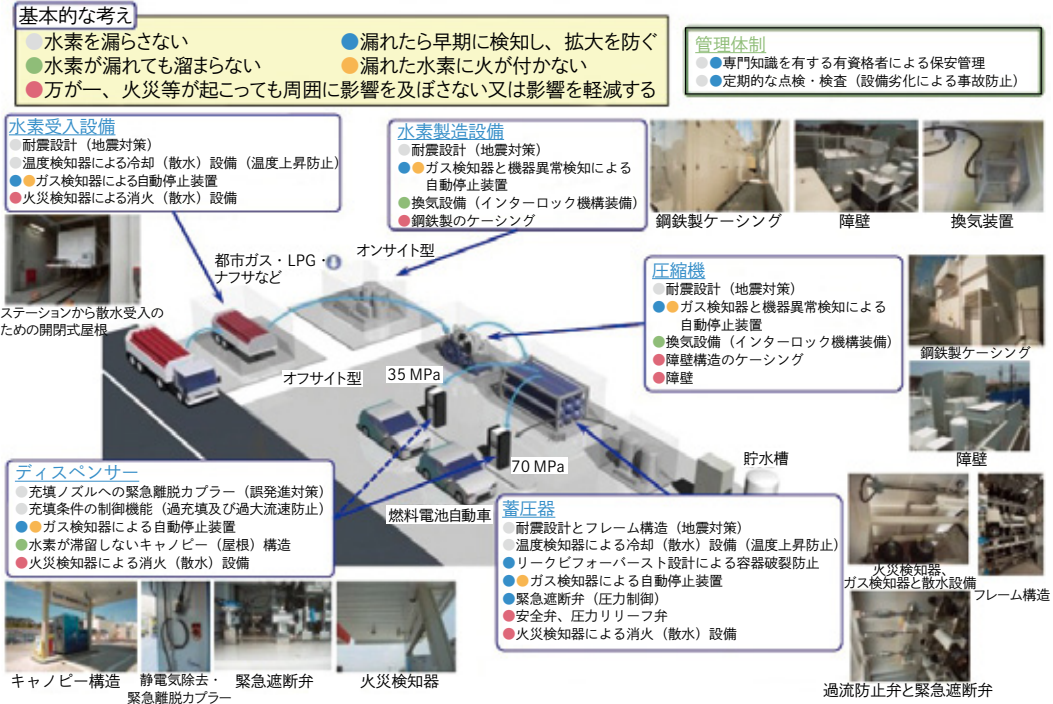 基本的な考え
水素を漏らさない
漏れたら早期に検知し、拡大を防ぐ
水素が漏れても溜まらない
漏れた水素に火が付かない
万が一、火災等が起こっても周囲に影響を及ぼさない又は影響を軽減する
管理体制
専門知識を有する有資格者による保安管理
定期的な点検・検査（設備劣化による事故防止）
水素受入設備
耐震設計（地震対策）
温度検知器による冷却（散水）設備（温度上昇防止）
ガス検知器による自動停止装置
火災検知器による消火（散水）設備
水素製造設備
耐震設計（地震対策）
ガス検知器と機器異常検知による
自動停止装置
換気設備（インターロック機構装備）
鋼鉄製のケーシング
鋼鉄製ケーシング
障壁
換気装置
ステーションから散水受入の
ための開閉式屋根
都市ガス・LPG・
ナフサなど
オンサイト型
オフサイト型
35 MPa
70 MPa
燃料電池自動車
貯水槽
圧縮機
耐震設計（地震対策）
ガス検知器と機器異常検知による
自動停止装置
換気設備（インターロック機構装備）
障壁構造のケーシング
障壁
鋼鉄製ケーシング
障壁
ディスペンサー
充填ノズルへの緊急離脱カプラー（誤発進対策）
充填条件の制御機能（過充填及び過大流速防止）
ガス検知器による自動停止装置
水素が滞留しないキャノピー（屋根）構造
火災検知器による消火（散水）設備
蓄圧器
耐震設計とフレーム構造（地震対策）
温度検知器による冷却（散水）設備（温度上昇防止）
リークビフォーバースト設計による容器破裂防止
ガス検知器による自動停止装置
緊急遮断弁（圧力制御）
安全弁、圧力リリーフ弁
火災検知器による消火（散水）設備
火災検知器、
ガス検知器と散水設備
フレーム構造
過流防止弁と緊急遮断弁
キャノピー構造
静電気除去・
緊急離脱カプラー
緊急遮断弁
火災検知器